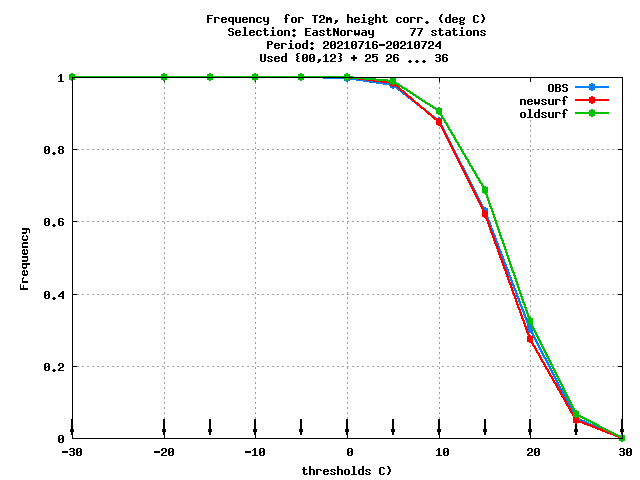 Frequency  for T2m, height corr. (deg C)
Selection: EastNorway     77 stations
Period: 20210716-20210724
Used {00,12} + 25 26 ... 36
OBS
newsurf
oldsurf
1
0.8
0.6
0.4
0.2
0
Frequency
-30 -20 -10 0 10 20 30
thresholds C)